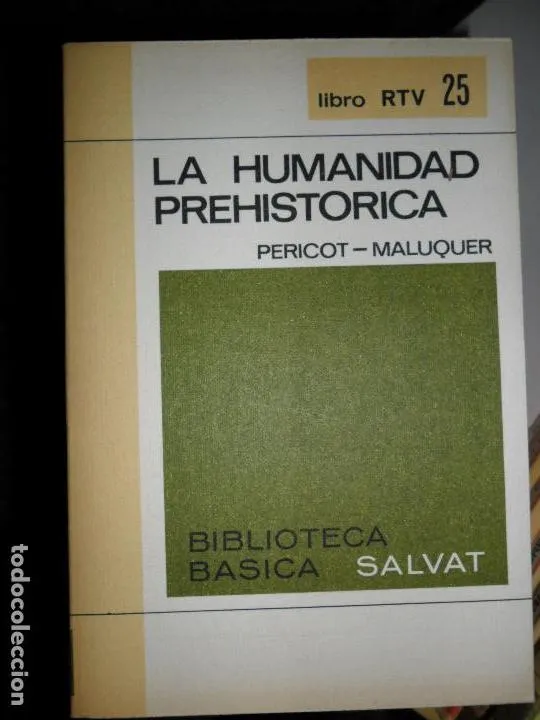 libro RTV 25
LA HUMANIDAD
PREHISTORICA
PERICOT-MALUQUER
BIBLIOTECA
BASICA SALVAT
todocoleccion